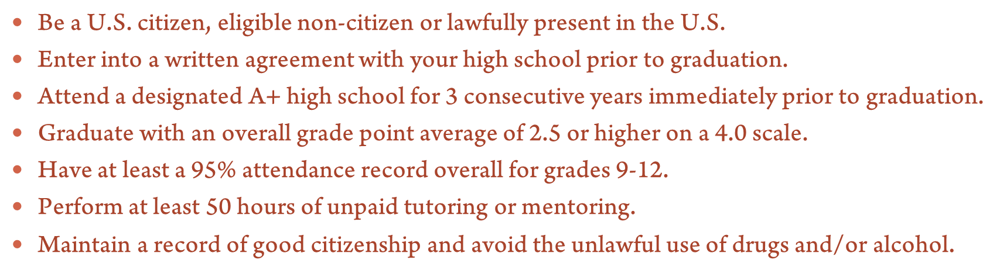 • Be a U.S. citizen, eligible non-citizen or lawfully present in the U.S.
• Enter into a written agreement with your high school prior to graduation.
• Attend a designated A+ high school for 3 consecutive years immediately prior to graduation.
• Graduate with an overall grade point average of 2.5 or higher on a 4.0 scale.
• Have at least a 95% attendance record overall for grades 9-12.
• Perform at least 50 hours of unpaid tutoring or mentoring.
• Maintain a record of good citizenship and avoid the unlawful use of drugs and/or alcohol.